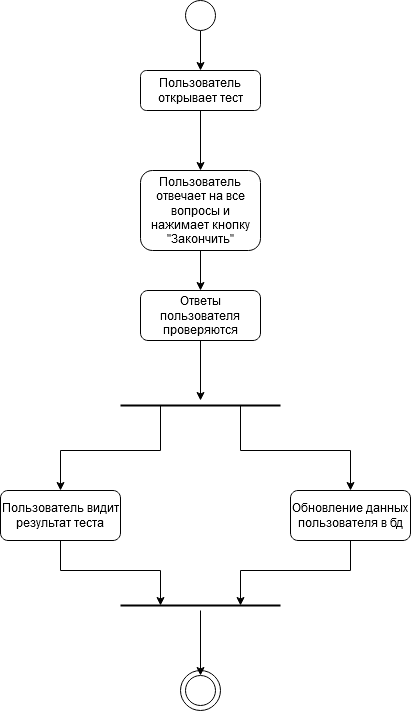 Пользователь
открывает тест
Пользователь
отвечает на все
вопросы и
нажимает кнопку
"Закончить"
Ответы
пользователя
проверяются
Пользователь видит
результат теста
Обновление данных
пользователя в бд